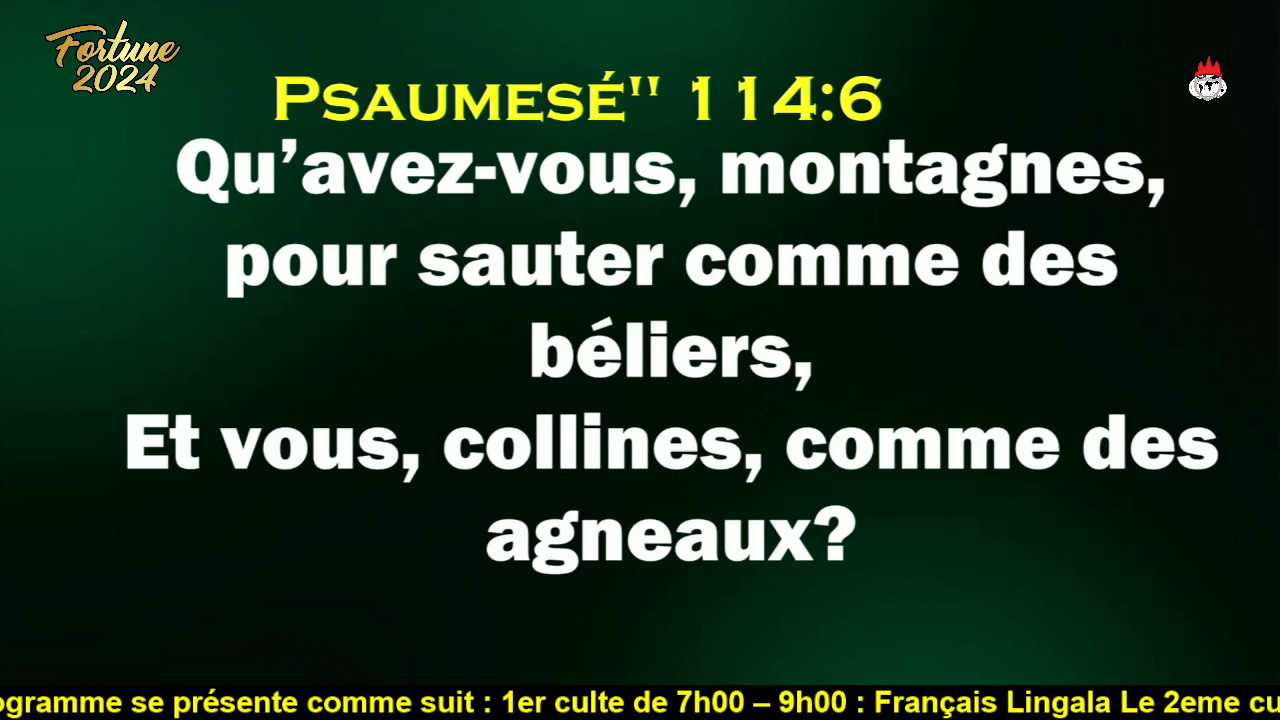 Fortune
2024
PSAUMESÉ" 114:6
Qu’avez-vous, montagnes,
pour sauter comme des
béliers,
Et vous, collines, comme des
agneaux?
ogramme se présente comme suit : 1er culte de 7h00 – 9h00 : Français Lingala Le 2eme cu